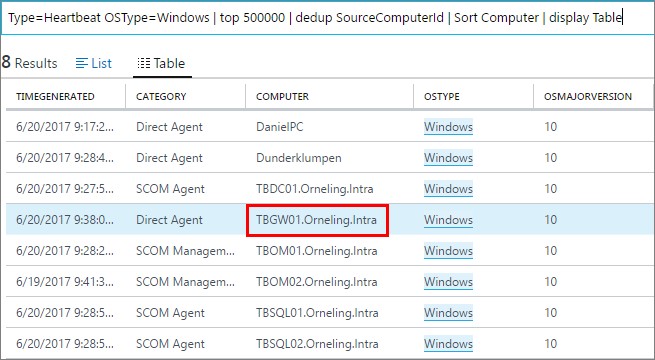 Type=Heartbeat OSType=Windows | top 500000 | dedup SourceComputerId | Sort Computer | display Table
8 Results List Table
TIMEGENERATED CATEGORY COMPUTER OSTYPE OSMAJORVERSION
6/20/2017 9:17:2... Direct Agent DanielPC Windows 10
6/20/2017 9:28:4... Direct Agent Dunderklumpen Windows 10
6/20/2017 9:27:5... SCOM Agent TBDC01.Orneling.Intra Windows 10
6/20/2017 9:38:0... Direct Agent TBGW01.Orneling.Intra Windows 10
6/20/2017 9:28:2... SCOM Managem... TBOM01.Orneling.Intra Windows 10
6/19/2017 9:41:3... SCOM Managem... TBOM02.Orneling.Intra Windows 10
6/20/2017 9:28:5... SCOM Agent TBSQL01.Orneling.Intra Windows 10
6/20/2017 9:28:5... SCOM Agent TBSQL02.Orneling.Intra Windows 10